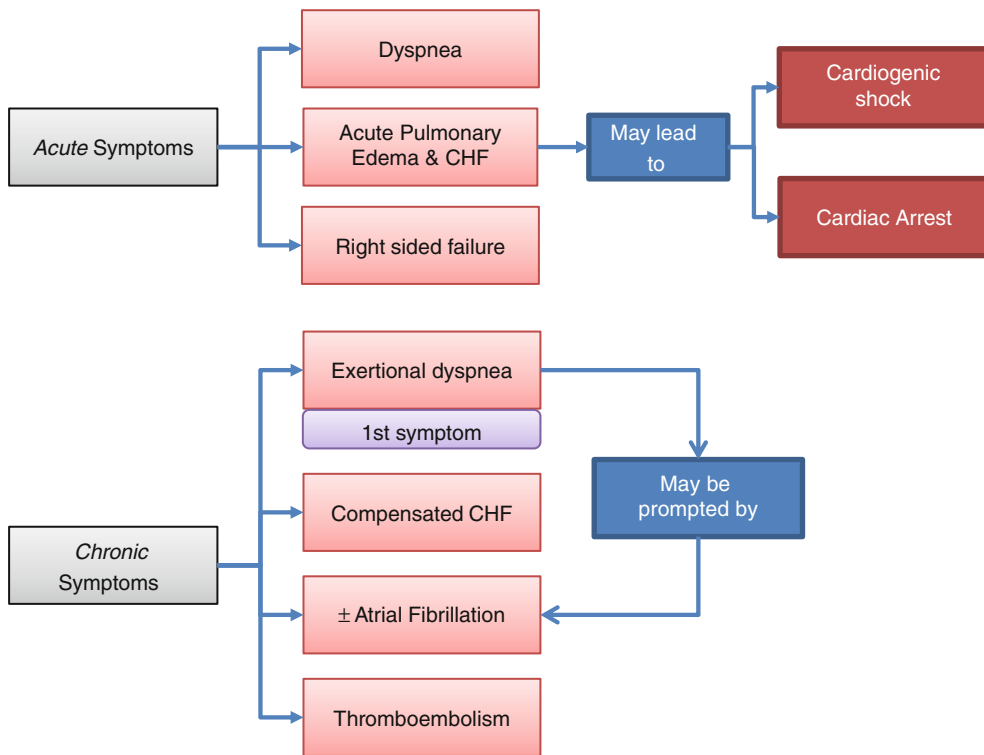 Acute Symptoms
Dyspnea
Acute Pulmonary
Edema & CHF
Right sided failure
May lead
to
Cardiogenic
shock
Cardiac Arrest
Chronic
Symptoms
Exertional dyspnea
1st symptom
Compensated CHF
± Atrial Fibrillation
Thromboembolism
May be
prompted by